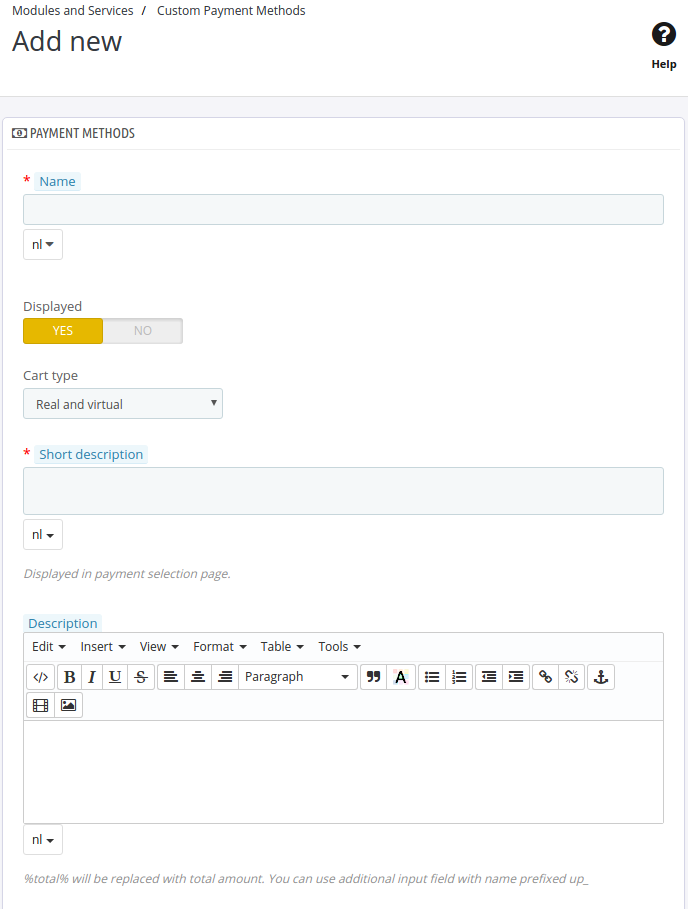 Modules and Services / Custom Payment Methods
Add new
Help
PAYMENT METHODS
* Name
nl
Displayed
YES NO
Cart type
Real and virtual
* Short description
nl
Displayed in payment selection page.
Description
Edit Insert View Format Table Tools
B I U S Paragraph A
nl
%total% will be replaced with total amount. You can use additional input field with name prefixed up_